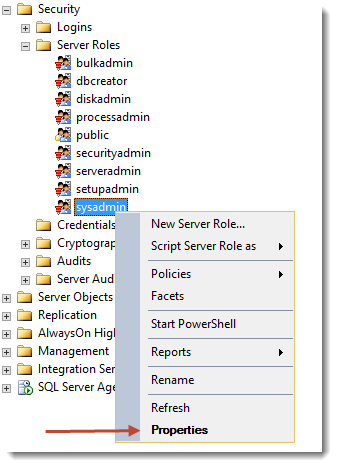 Security
Logins
Server Roles
bulkadmin
dbcreator
diskadmin
processadmin
public
securityadmin
serveradmin
setupadmin
sysadmin
Credentials
Cryptograp
Audits
Server Aud
Server Objects
Replication
AlwaysOn High
Management
Integration Ser
SQL Server Age
New Server Role...
Script Server Role as
Policies
Facets
Start PowerShell
Reports
Rename
Refresh
Properties